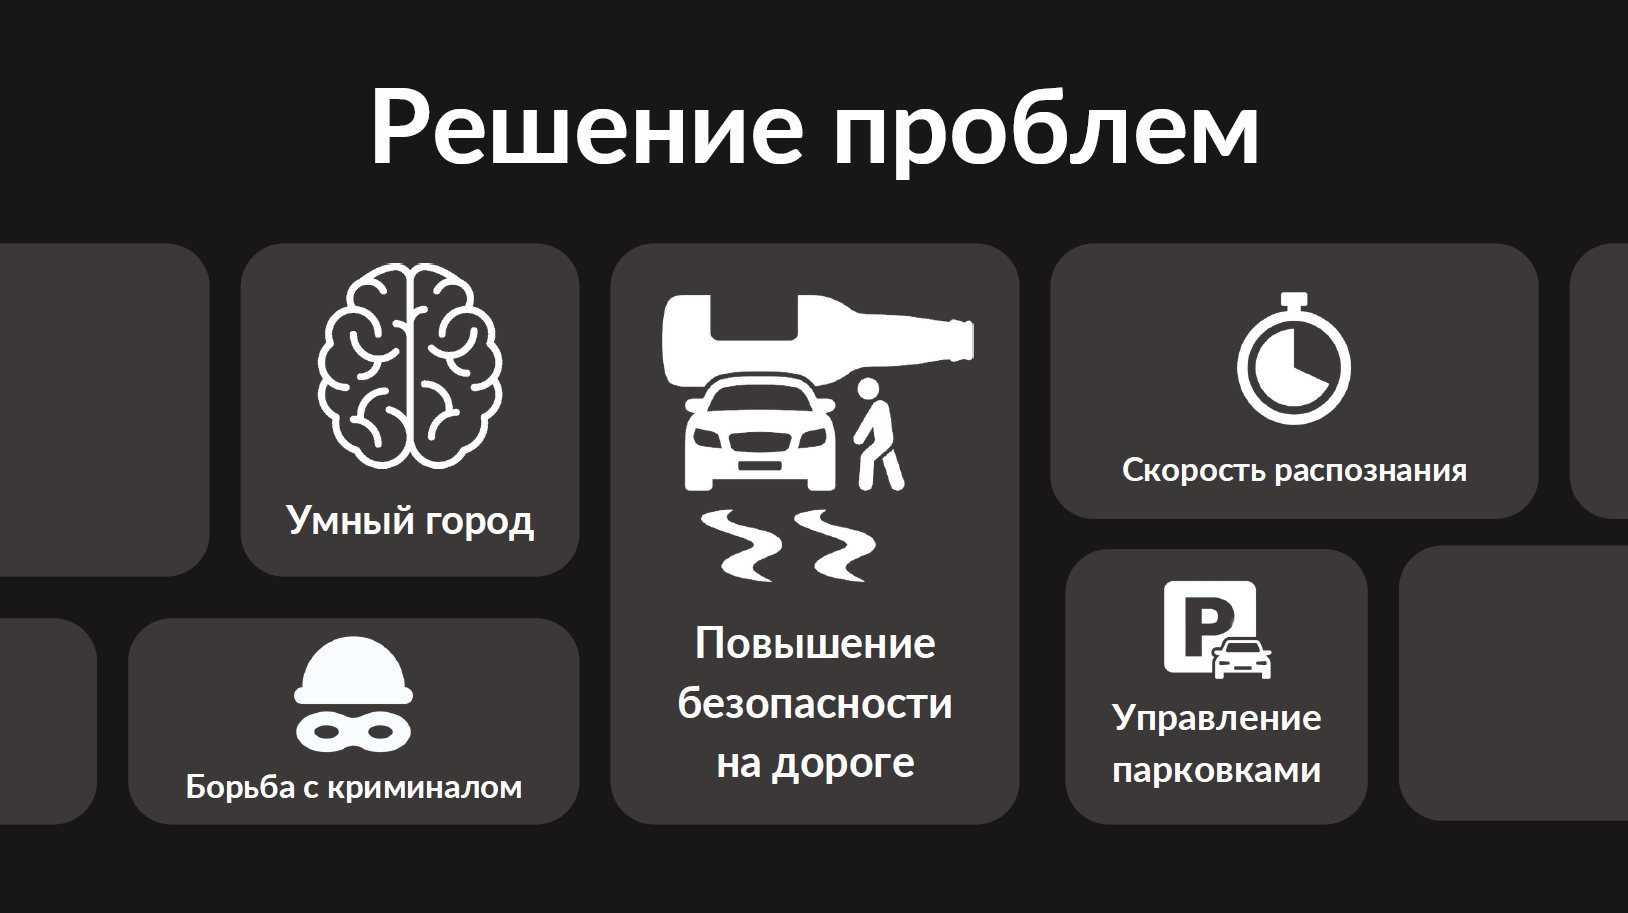 Решение проблем
Умный город
Борьба с криминалом
Повышение
безопасности
на дороге
Скорость распознания
P
Управление
парковками